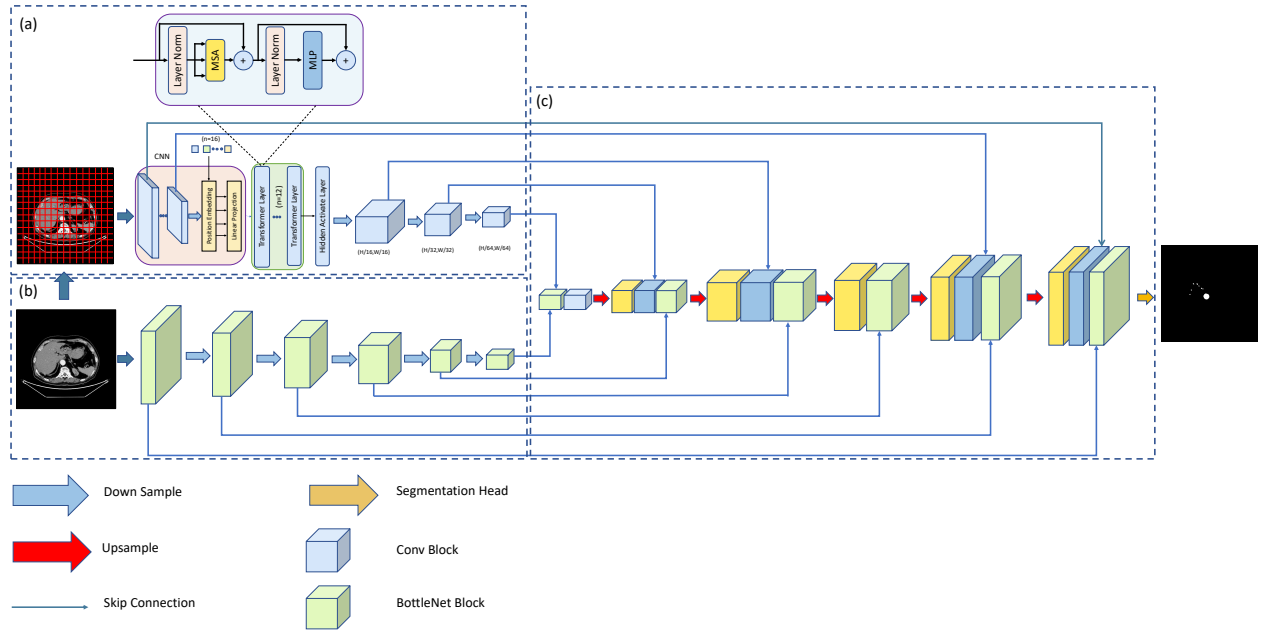 (a)
Layer Norm
MSA
+
Layer Norm
MLP
+
(c)
(n=16)
CNN
Position Embedding
Linear Projection
Transformer Layer
(n=12)
Transformer Layer
Hidden Activate Layer
(H/16,W/16)
(H/32,W/32)
(H/64,W/64)
(b)
Down Sample
Segmentation Head
Upsample
Conv Block
Skip Connection
BottleNet Block